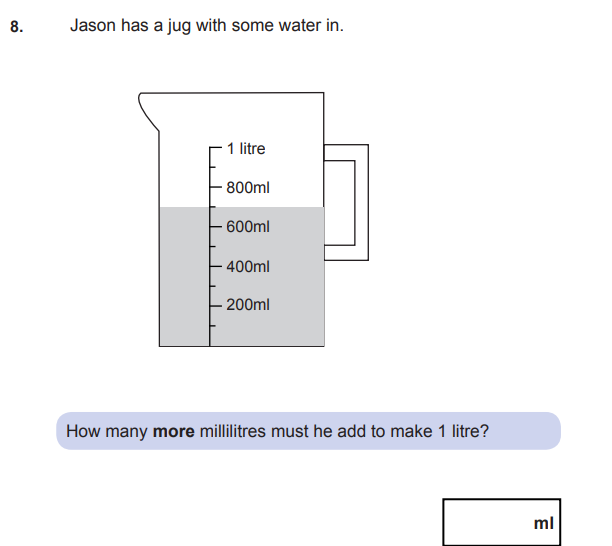 8. Jason has a jug with some water in.
1 litre
800ml
600ml
400ml
200ml
How many more millilitres must he add to make 1 litre?
ml